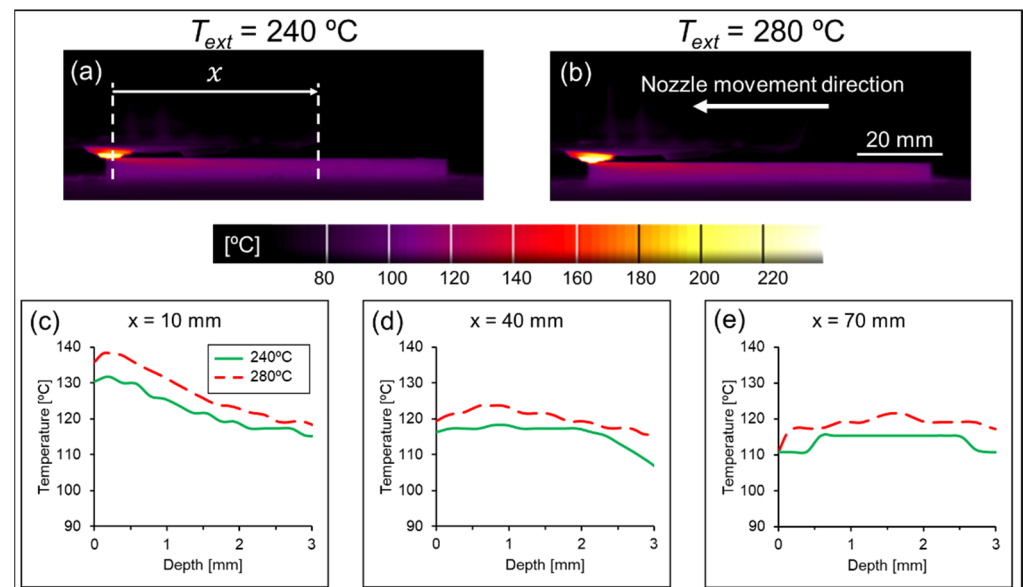 T_ext = 240 ºC
T_ext = 280 ºC
(a)
x
(b)
Nozzle movement direction
20 mm
[ºC]
80 100 120 140 160 180 200 220
(c) x = 10 mm
140
130
120
110
100
90
Temperature [ºC]
240ºC
280ºC
0 1 2 3
Depth [mm]
(d) x = 40 mm
140
130
120
110
100
90
Temperature [ºC]
0 1 2 3
Depth [mm]
(e) x = 70 mm
140
130
120
110
100
90
Temperature [ºC]
0 1 2 3
Depth [mm]